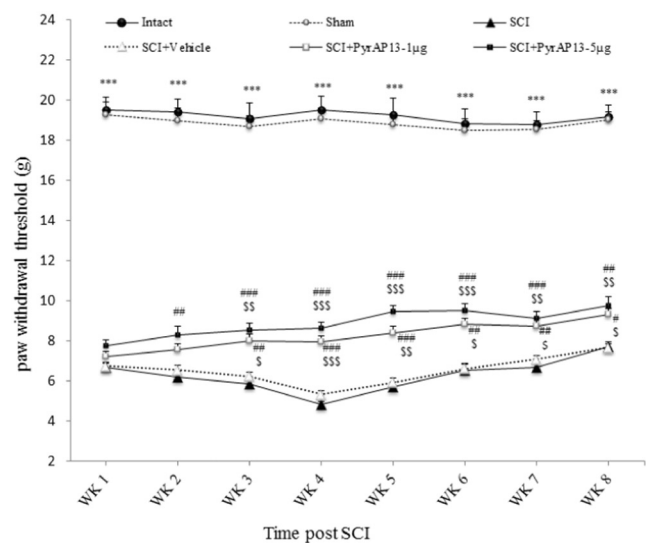 Intact Sham SCI
SCI+Vehicle SCI+PyrAP13-1µg SCI+PyrAP13-5µg
24
22
20
18
16
14
12
10
8
6
4
2
paw withdrawal threshold (g)
*** *** *** *** *** *** *** ***
## ### ### ### ### ### ##
$$ $$$ $$$ $$$ $$ $$
## ### ### ## ## #
$ $$$ $$ $ $ $
WK 1 WK 2 WK 3 WK 4 WK 5 WK 6 WK 7 WK 8
Time post SCI